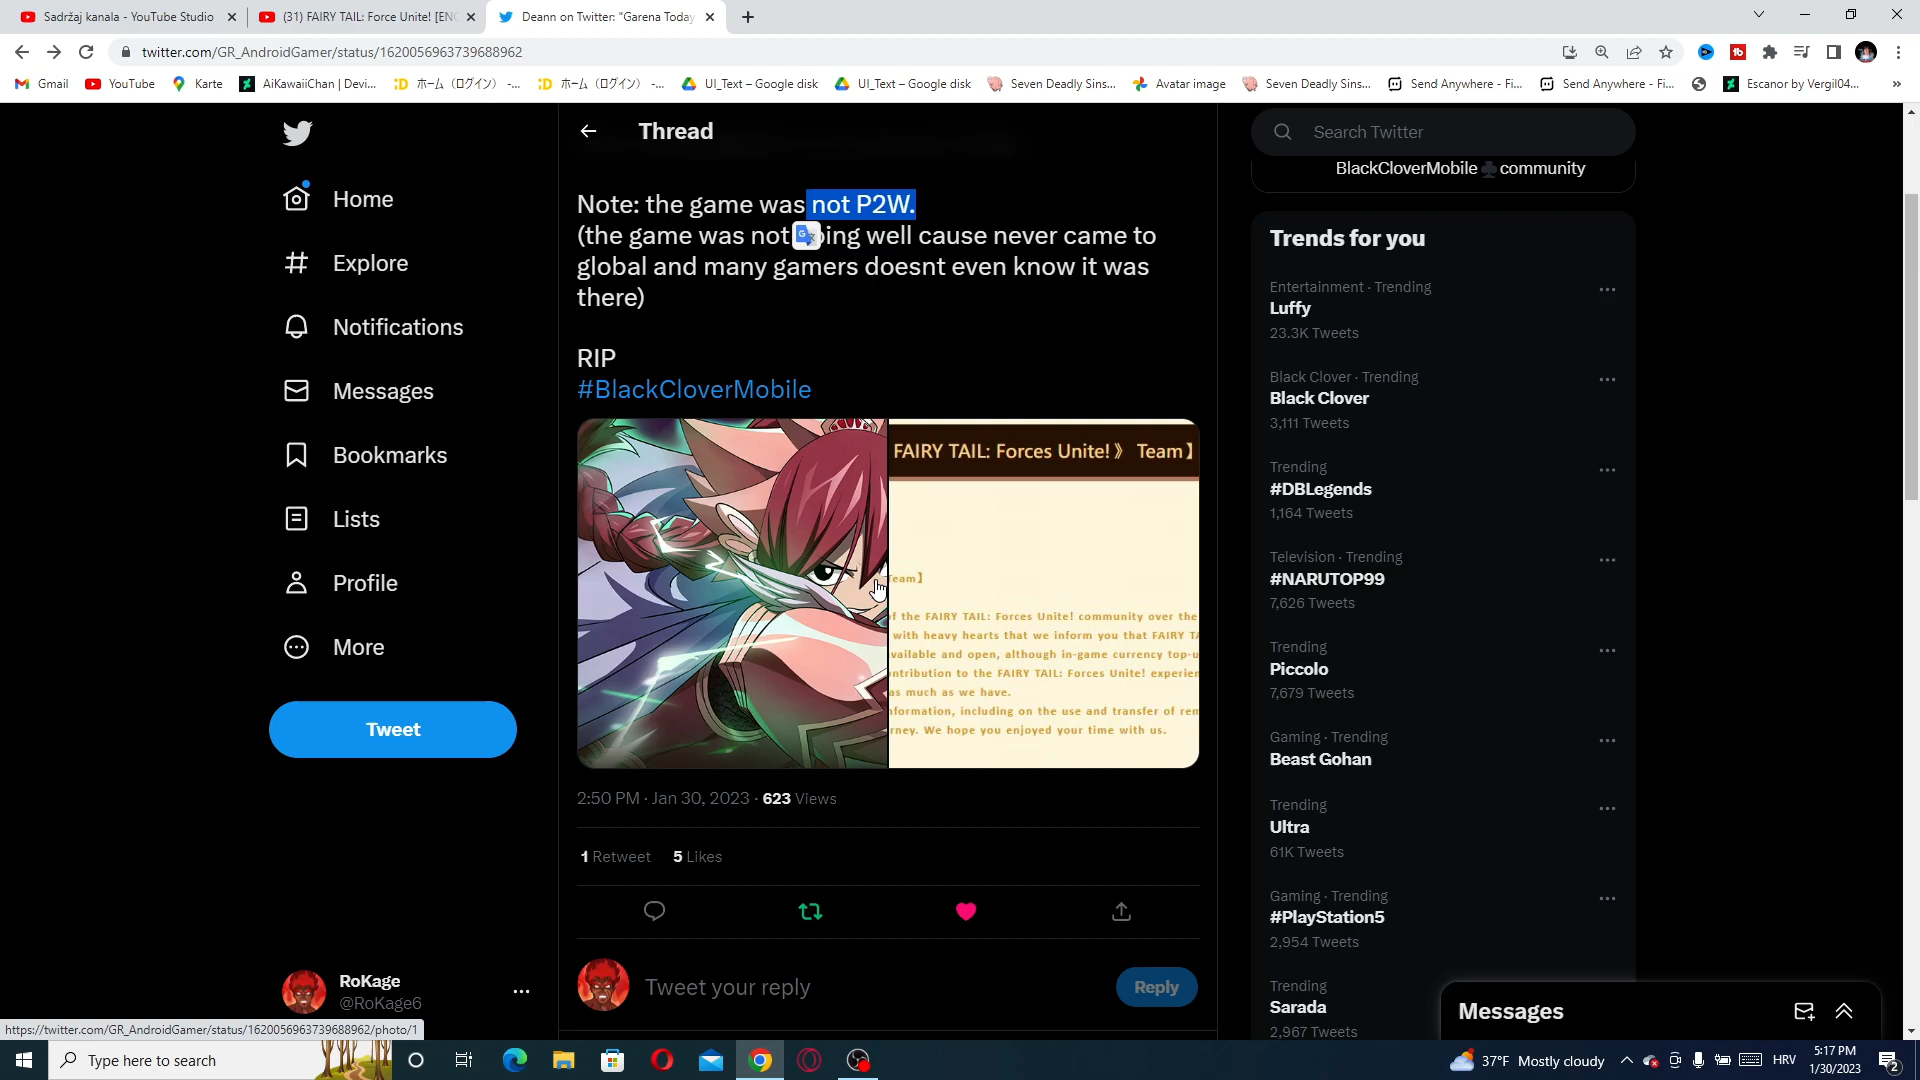 Sadržaj kanala - YouTube Studio
(31) FAIRY TAIL: Force Unite! [ENG
Deann on Twitter: "Garena Today
twitter.com/GR_AndroidGamer/status/1620056963739688962
Gmail
YouTube
Karte
AiKawaiiChan | Devi...
ホーム（ログイン） -...
ホーム（ログイン） -...
UI_Text – Google disk
UI_Text – Google disk
Seven Deadly Sins...
Avatar image
Seven Deadly Sins...
Send Anywhere - Fi...
Send Anywhere - Fi...
Escanor by Vergil04...
»
Home
Explore
Notifications
Messages
Bookmarks
Lists
Profile
More
Tweet
RoKage
@RoKage6
Thread
Note: the game was not P2W.
(the game was not ing well cause never came to
global and many gamers doesnt even know it was
there)
RIP
#BlackCloverMobile
FAIRY TAIL: Forces Unite! 》 Team】
Team】
of the FAIRY TAIL: Forces Unite! community over the
with heavy hearts that we inform you that FAIRY TA
vailable and open, although in-game currency top-u
ntribution to the FAIRY TAIL: Forces Unite! experien
as much as we have.
nformation, including on the use and transfer of rem
rney. We hope you enjoyed your time with us.
2:50 PM · Jan 30, 2023 · 623 Views
1 Retweet 5 Likes
Tweet your reply
Reply
Search Twitter
BlackCloverMobile community
Trends for you
Entertainment · Trending
Luffy
23.3K Tweets
Black Clover · Trending
Black Clover
3,111 Tweets
Trending
#DBLegends
1,164 Tweets
Television · Trending
#NARUTOP99
7,626 Tweets
Trending
Piccolo
7,679 Tweets
Gaming · Trending
Beast Gohan
Trending
Ultra
61K Tweets
Gaming · Trending
#PlayStation5
2,954 Tweets
Trending
Sarada
2,967 Tweets
Messages
https://twitter.com/GR_AndroidGamer/status/1620056963739688962/photo/1
Type here to search
37°F Mostly cloudy
HRV
5:17 PM
1/30/2023
2